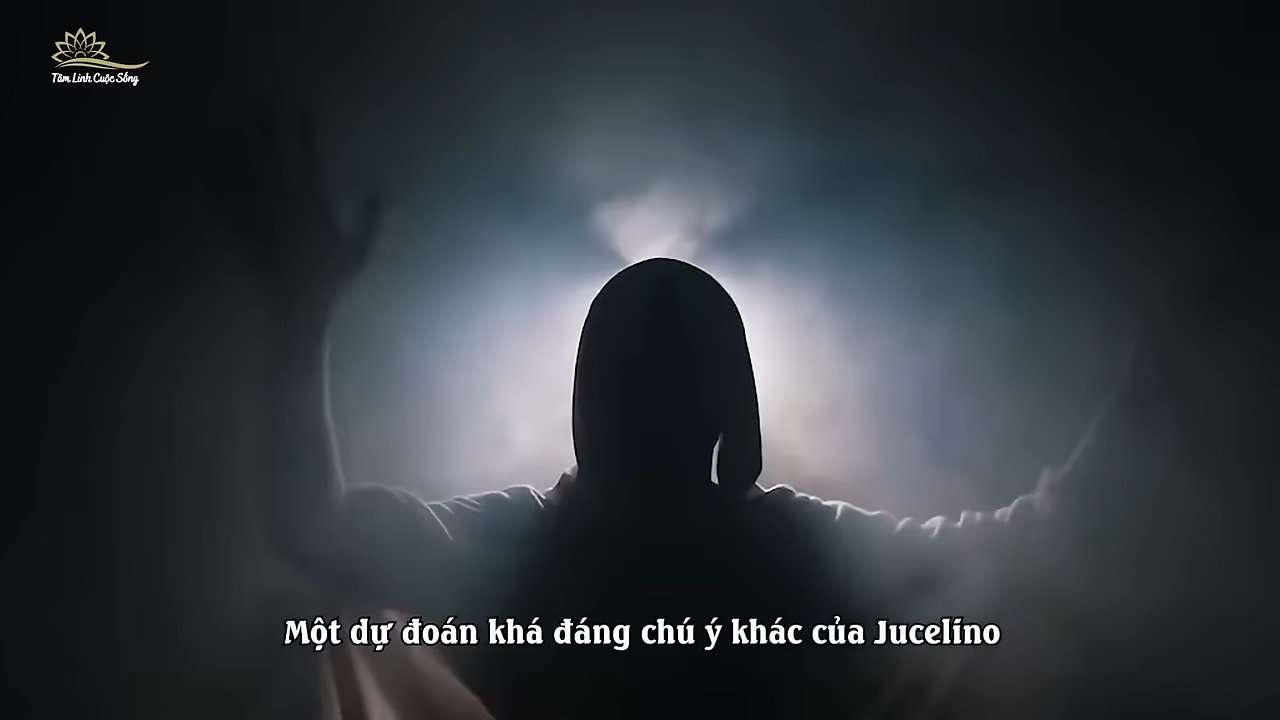 Tâm Linh Cuộc Sống
Một dự đoán khá đáng chú ý khác của Jucelino